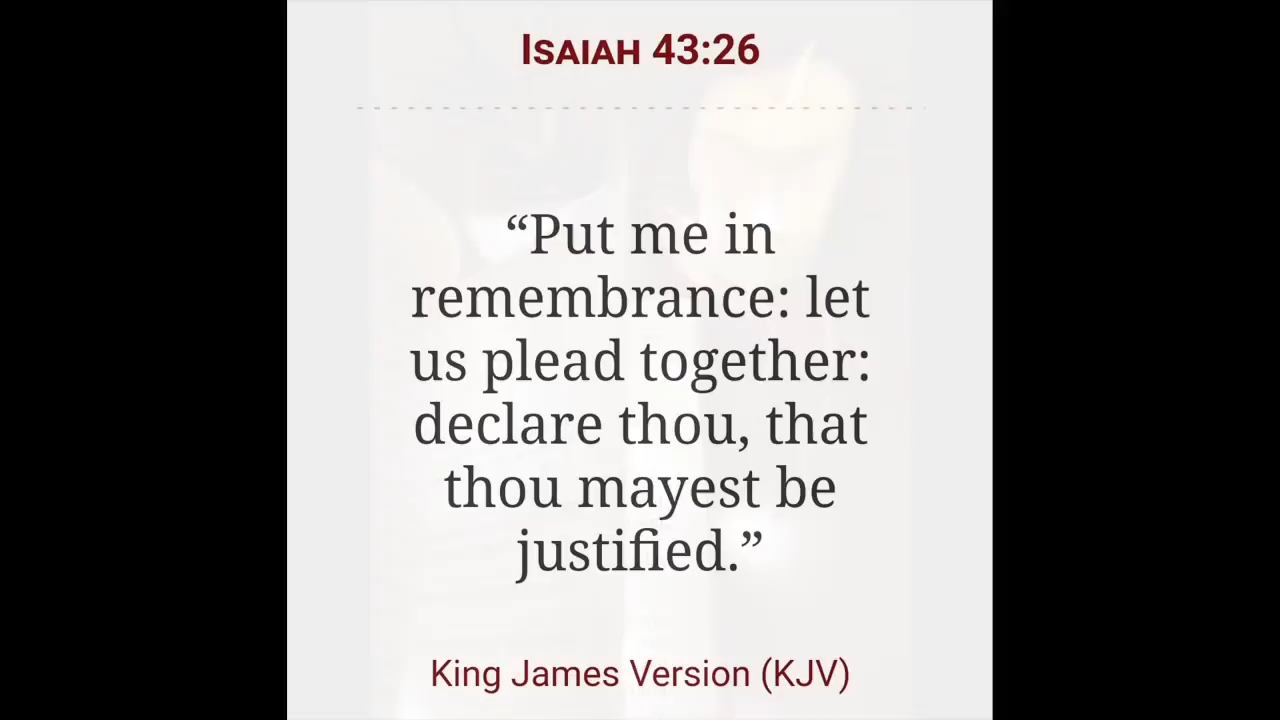 Isaiah 43:26
“Put me in
remembrance: let
us plead together:
declare thou, that
thou mayest be
justified.”
King James Version (KJV)